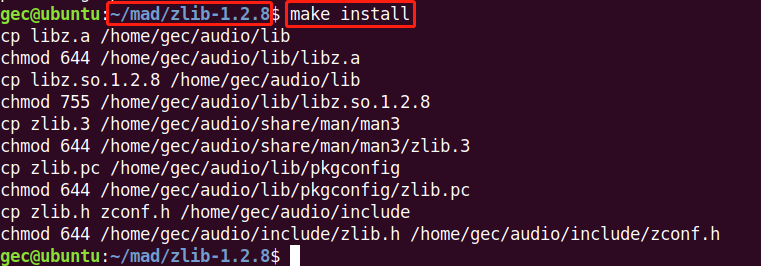 gec@ubuntu:~/mad/zlib-1.2.8$ make install
cp libz.a /home/gec/audio/lib
chmod 644 /home/gec/audio/lib/libz.a
cp libz.so.1.2.8 /home/gec/audio/lib
chmod 755 /home/gec/audio/lib/libz.so.1.2.8
cp zlib.3 /home/gec/audio/share/man/man3
chmod 644 /home/gec/audio/share/man/man3/zlib.3
cp zlib.pc /home/gec/audio/lib/pkgconfig
chmod 644 /home/gec/audio/lib/pkgconfig/zlib.pc
cp zlib.h zconf.h /home/gec/audio/include
chmod 644 /home/gec/audio/include/zlib.h /home/gec/audio/include/zconf.h
gec@ubuntu:~/mad/zlib-1.2.8$